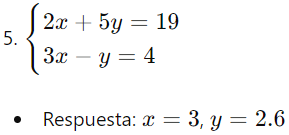 5. { 2x + 5y = 19
3x − y = 4
• Respuesta: x = 3, y = 2.6